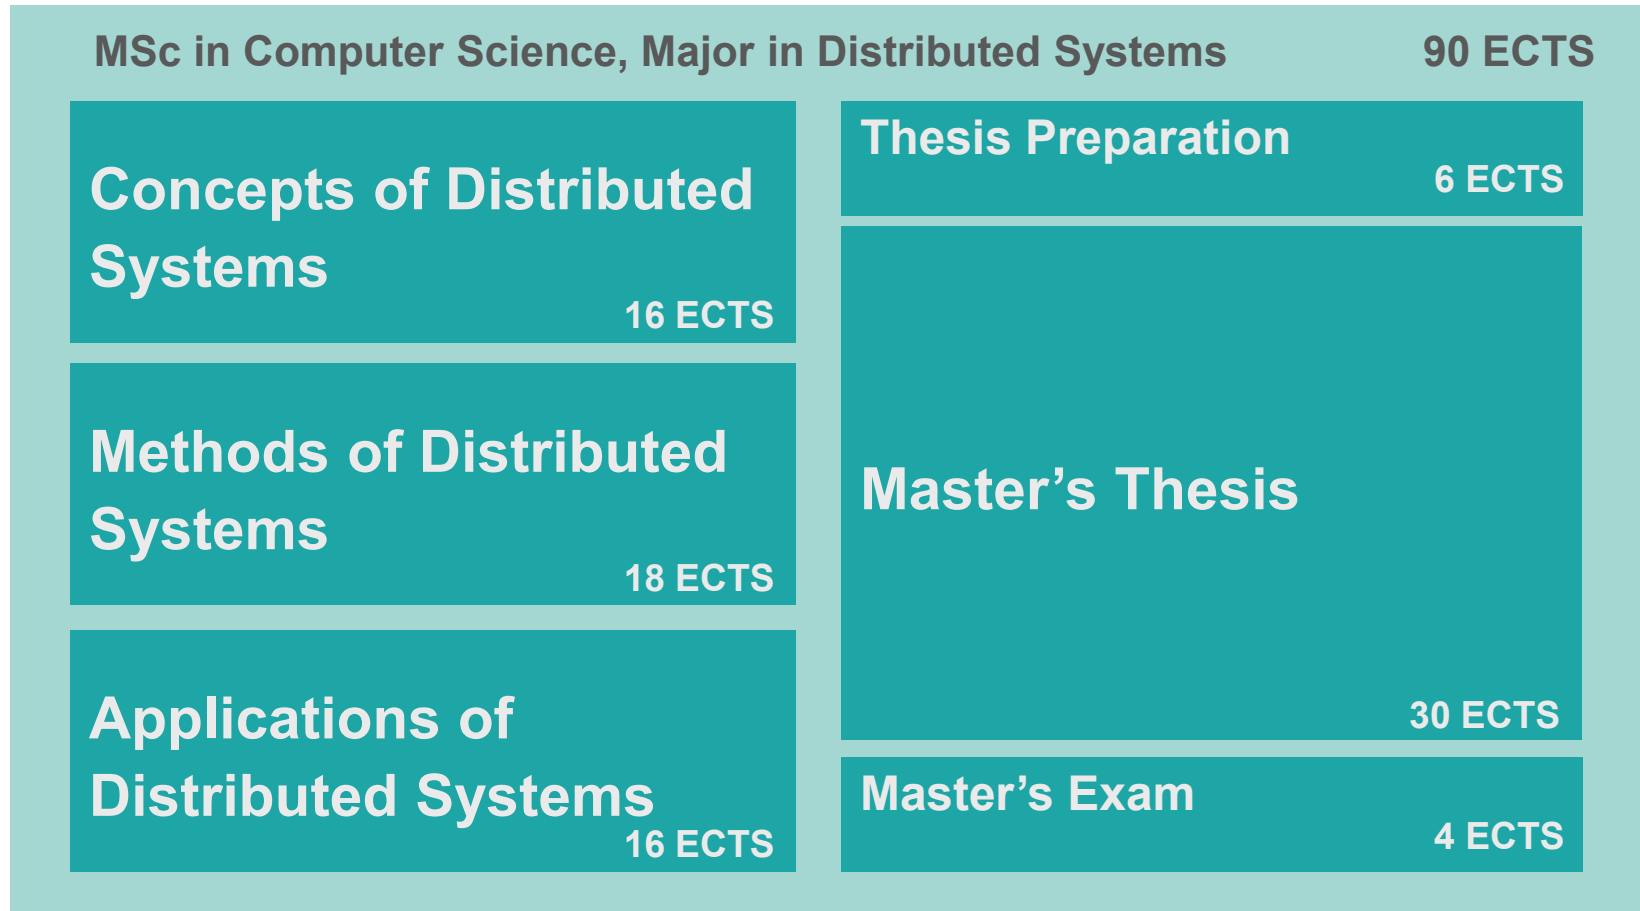 MSc in Computer Science, Major in Distributed Systems 90 ECTS
Concepts of Distributed
Systems
16 ECTS
Methods of Distributed
Systems
18 ECTS
Applications of
Distributed Systems
16 ECTS
Thesis Preparation
6 ECTS
Master’s Thesis
30 ECTS
Master’s Exam
4 ECTS